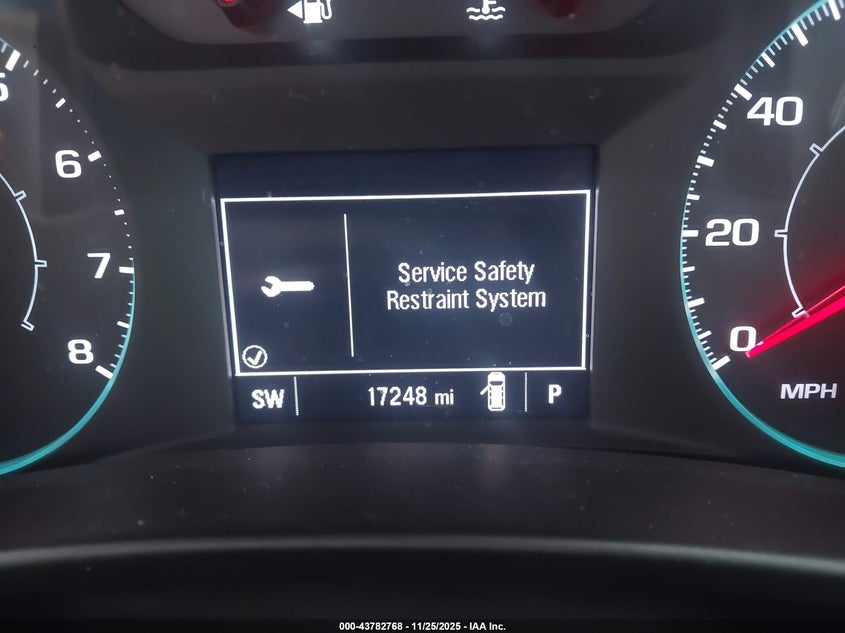 5
6
7
8
40
20
0
MPH
Service Safety
Restraint System
SW
17248 mi
P
000-43782768 - 11/25/2025 - IAA Inc.